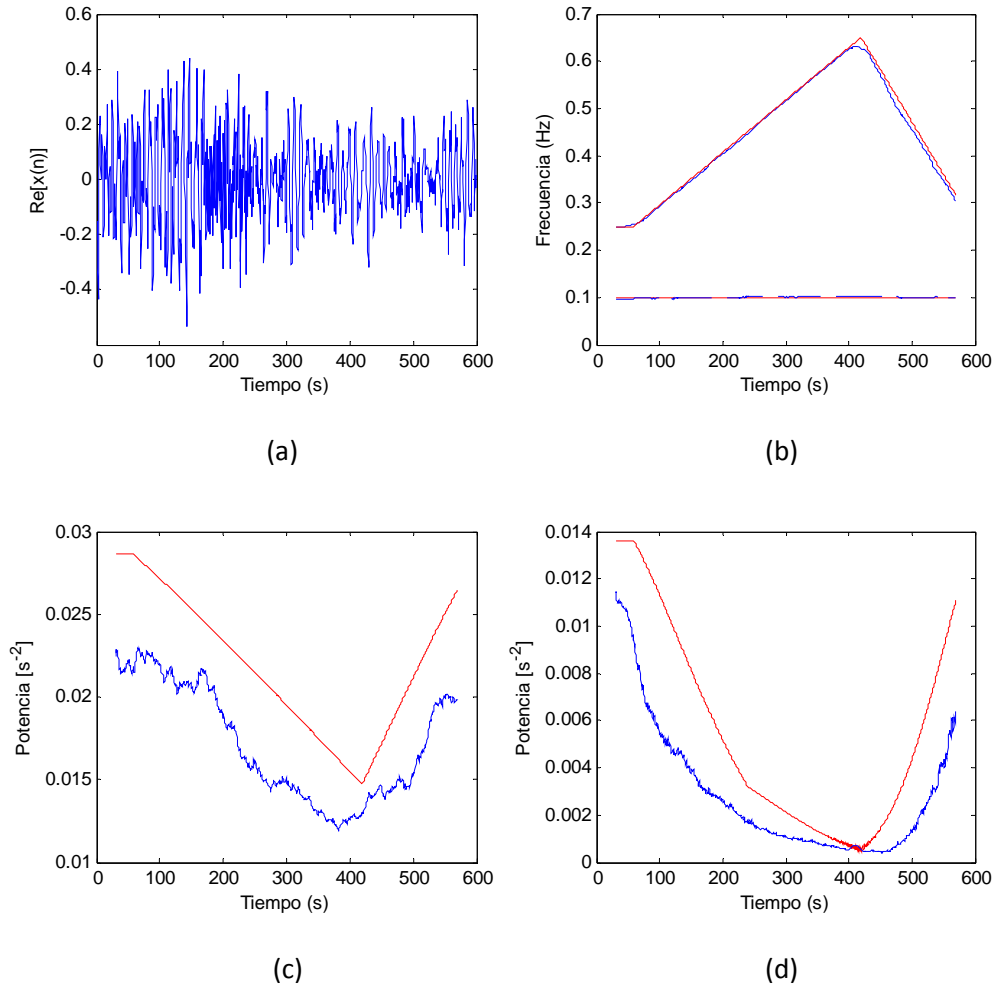 0.6
0.4
0.2
0
-0.2
-0.4
Re[x(n)]
0 100 200 300 400 500 600
Tiempo (s)
(a)
0.7
0.6
0.5
0.4
0.3
0.2
0.1
0
Frecuencia (Hz)
0 100 200 300 400 500 600
Tiempo (s)
(b)
0.03
0.025
0.02
0.015
0.01
Potencia [s⁻²]
0 100 200 300 400 500 600
Tiempo (s)
(c)
0.014
0.012
0.01
0.008
0.006
0.004
0.002
0
Potencia [s⁻²]
0 100 200 300 400 500 600
Tiempo (s)
(d)